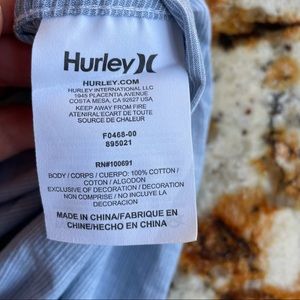 Hurley
HURLEY.COM
HURLEY INTERNATIONAL LLC
1945 PLACENTIA AVENUE
COSTA MESA, CA 92627 USA
KEEP AWAY FROM FIRE
ATENIRALECART DE TOUTE
SOURCE DE CHALEUR
F0468-00
895021
RN#100691
BODY / CORPS / CUERPO: 100% COTTON /
COTON / ALGODON
EXCLUSIVE OF DECORATION / DECORATION
NON COMPRISE / NO INCLUYE LA
DECORACION
MADE IN CHINA/FABRIQUE EN
CHINE/HECHO EN CHINA